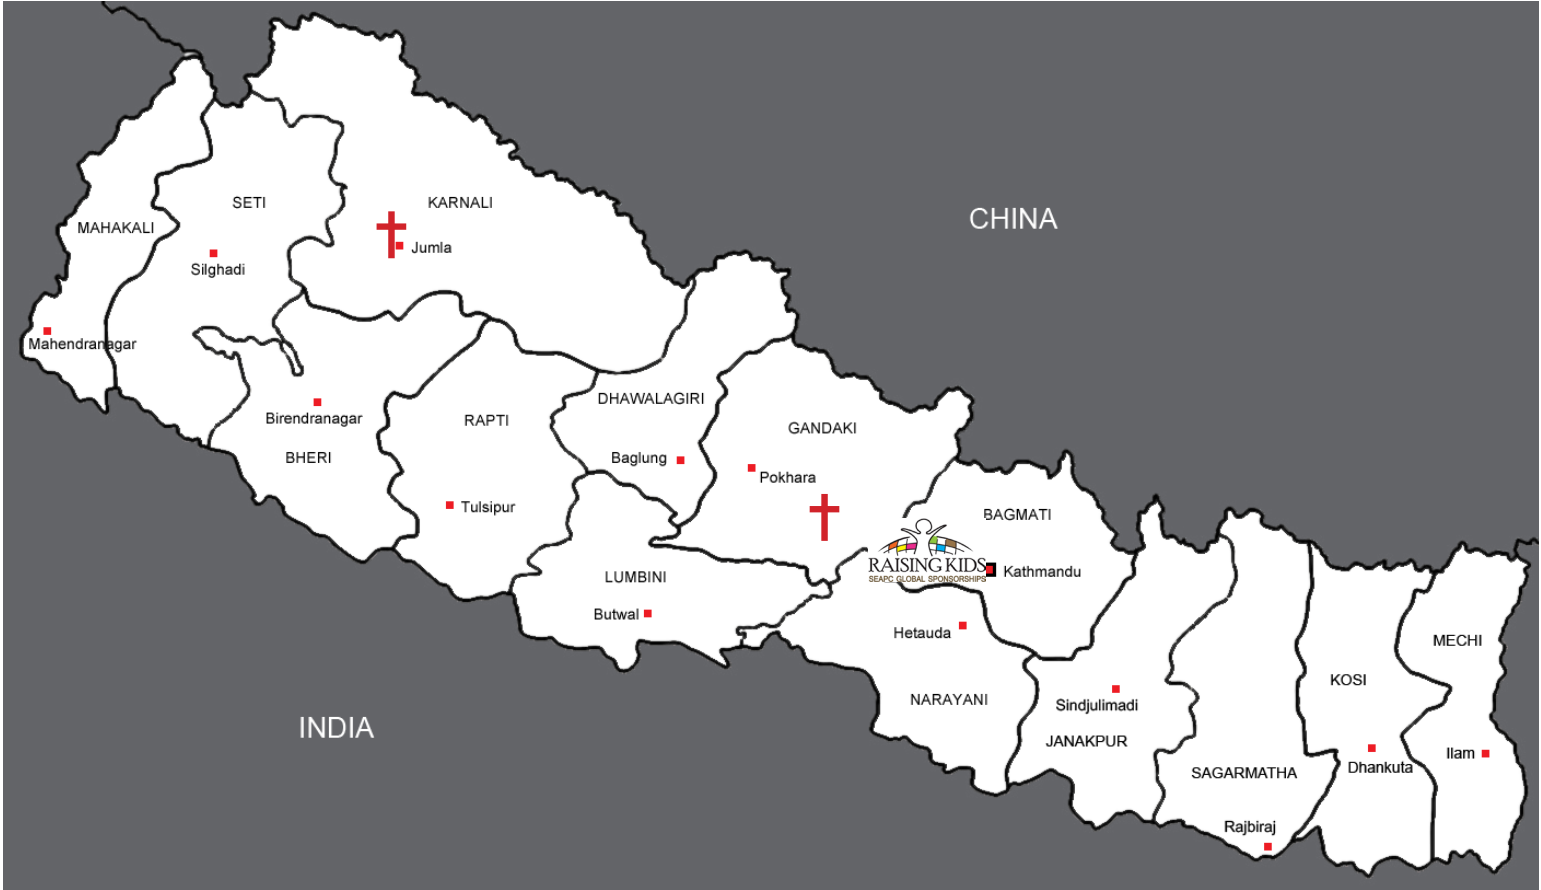 SETI
KARNALI
CHINA
MAHAKALI
Jumla
Silghadi
Mahendranagar
DHAWALAGIRI
Birendranagar
RAPTI
GANDAKI
BHERI
Baglung
Pokhara
Tulsipur
BAGMATI
RAISING KIDS
SEAPC GLOBAL SPONSORSHIPS
Kathmandu
LUMBINI
Butwal
Hetauda
MECHI
KOSI
NARAYANI
Sindjulimadi
INDIA
JANAKPUR
Ilam
Dhankuta
SAGARMATHA
Rajbiraj